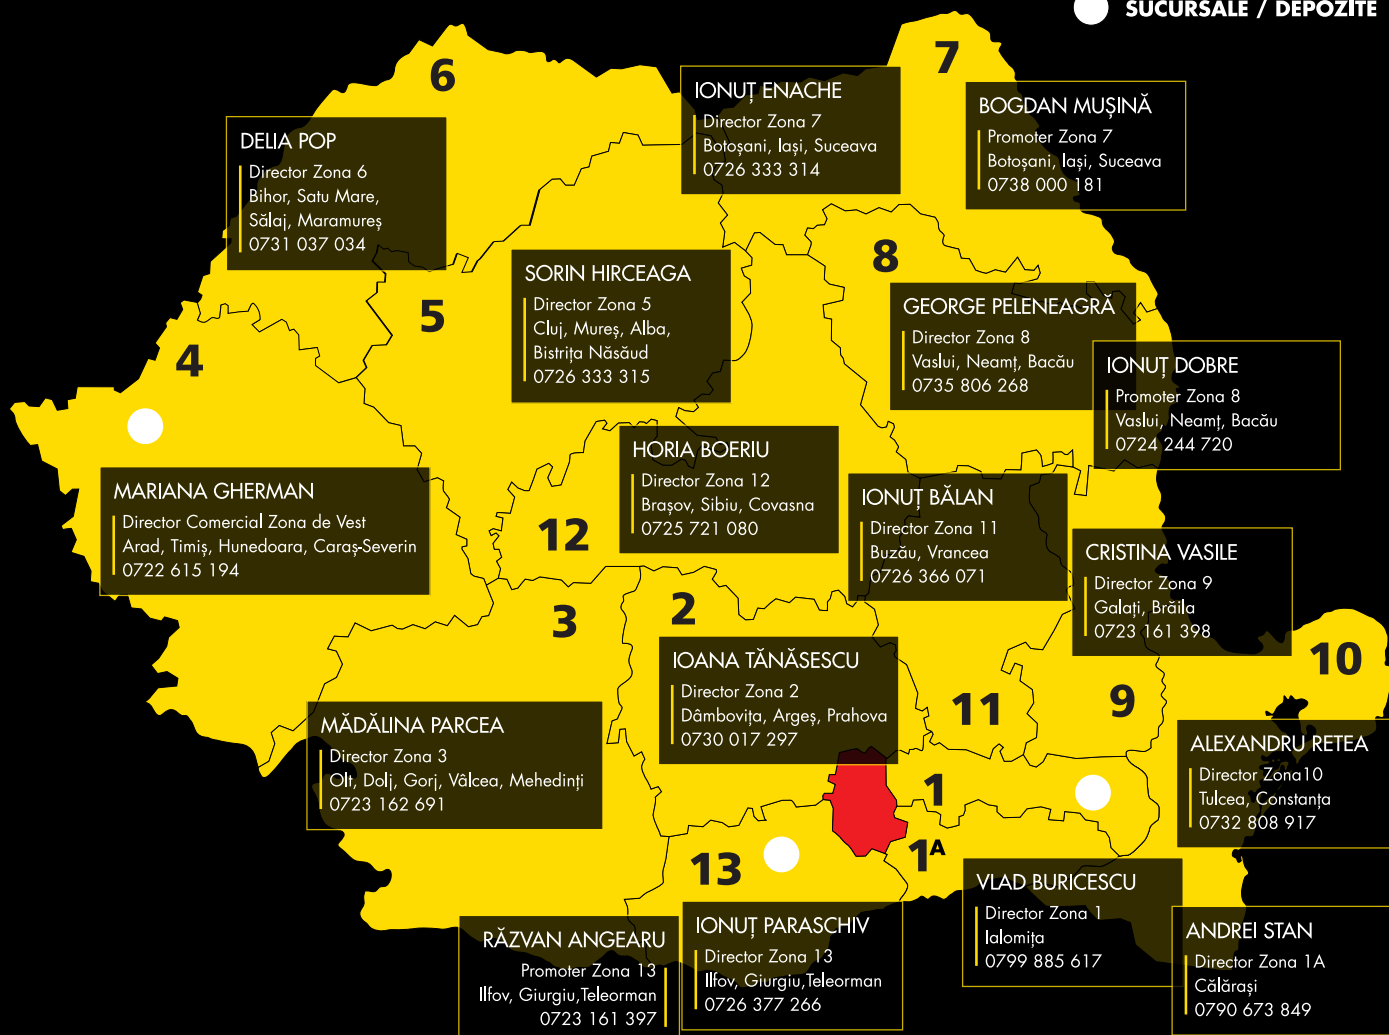 SUCURSALE / DEPOZITE
6
7
IONUȚ ENACHE
Director Zona 7
Botoșani, Iași, Suceava
0726 333 314
BOGDAN MUȘINĂ
Promoter Zona 7
Botoșani, Iași, Suceava
0738 000 181
DELIA POP
Director Zona 6
Bihor, Satu Mare,
Sălaj, Maramureș
0731 037 034
8
5
SORIN HIRCEAGA
Director Zona 5
Cluj, Mureș, Alba,
Bistrița Năsăud
0726 333 315
GEORGE PELENEAGRĂ
Director Zona 8
Vaslui, Neamț, Bacău
0735 806 268
4
IONUȚ DOBRE
Promoter Zona 8
Vaslui, Neamț, Bacău
0724 244 720
HORIA BOERIU
Director Zona 12
Brașov, Sibiu, Covasna
0725 721 080
MARIANA GHERMAN
Director Comercial Zona de Vest
Arad, Timiș, Hunedoara, Caraș-Severin
0722 615 194
12
IONUȚ BĂLAN
Director Zona 11
Buzău, Vrancea
0726 366 071
CRISTINA VASILE
Director Zona 9
Galați, Brăila
0723 161 398
3
2
IOANA TĂNĂSESCU
Director Zona 2
Dâmbovița, Argeș, Prahova
0730 017 297
10
11
9
MĂDĂLINA PARCEA
Director Zona 3
Olt, Dolj, Gorj, Vâlcea, Mehedinți
0723 162 691
ALEXANDRU RETEA
Director Zona10
Tulcea, Constanța
0732 808 917
1
1A
13
VLAD BURICESCU
Director Zona 1
Ialomița
0799 885 617
RĂZVAN ANGEARU
Promoter Zona 13
Ilfov, Giurgiu,Teleorman
0723 161 397
IONUȚ PARASCHIV
Director Zona 13
Ilfov, Giurgiu,Teleorman
0726 377 266
ANDREI STAN
Director Zona 1A
Călărași
0790 673 849